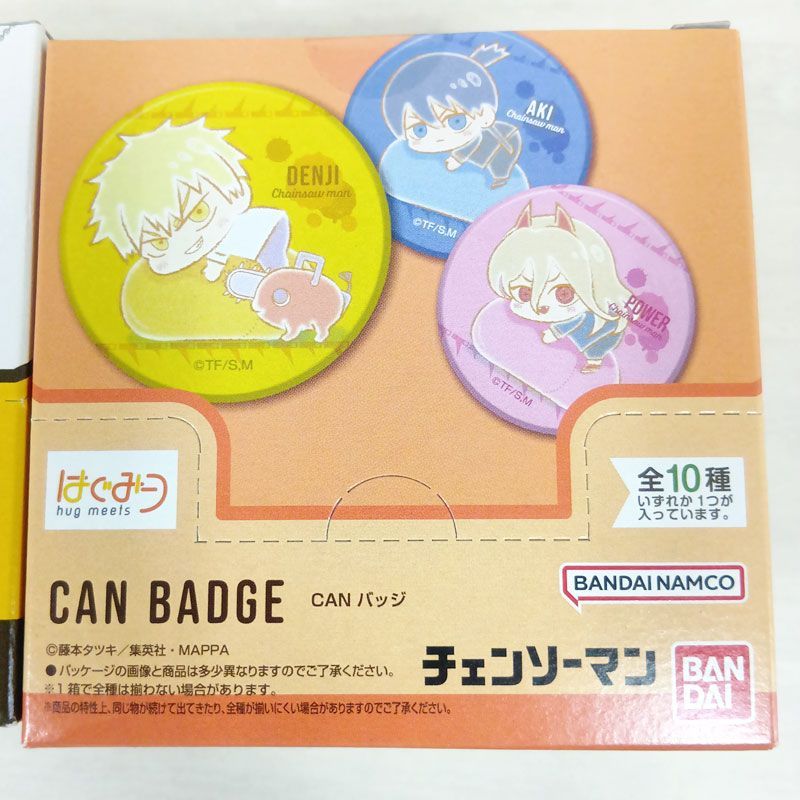 DENJI
Chainsaw man
©TF/S,M
AKI
Chainsaw man
©TF/S,M
POWER
Chainsaw man
©TF/S,M
はぐみーつ
hug meets
全10種
いずれか1つが
入っています。
CAN BADGE CANバッジ
BANDAI NAMCO
©藤本タツキ／集英社・MAPPA
●パッケージの画像と商品は多少異なりますのでご了承ください。
※1箱で全種は揃わない場合があります。
※商品の特性上、同じ物が続けて出てきたり、全種が揃いにくい場合がありますのでご了承ください。
チェンソーマン
BAN
DAI